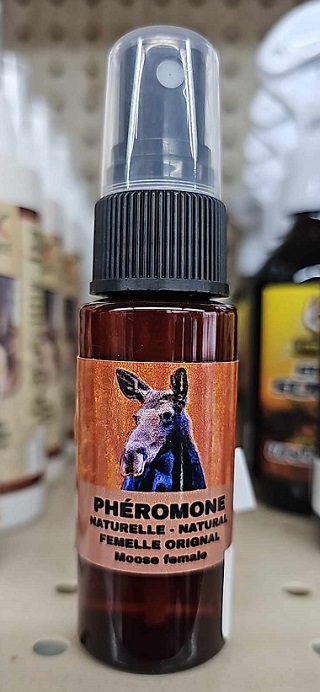 PHÉROMONE
NATURELLE - NATURAL
FEMELLE ORIGNAL
Moose female